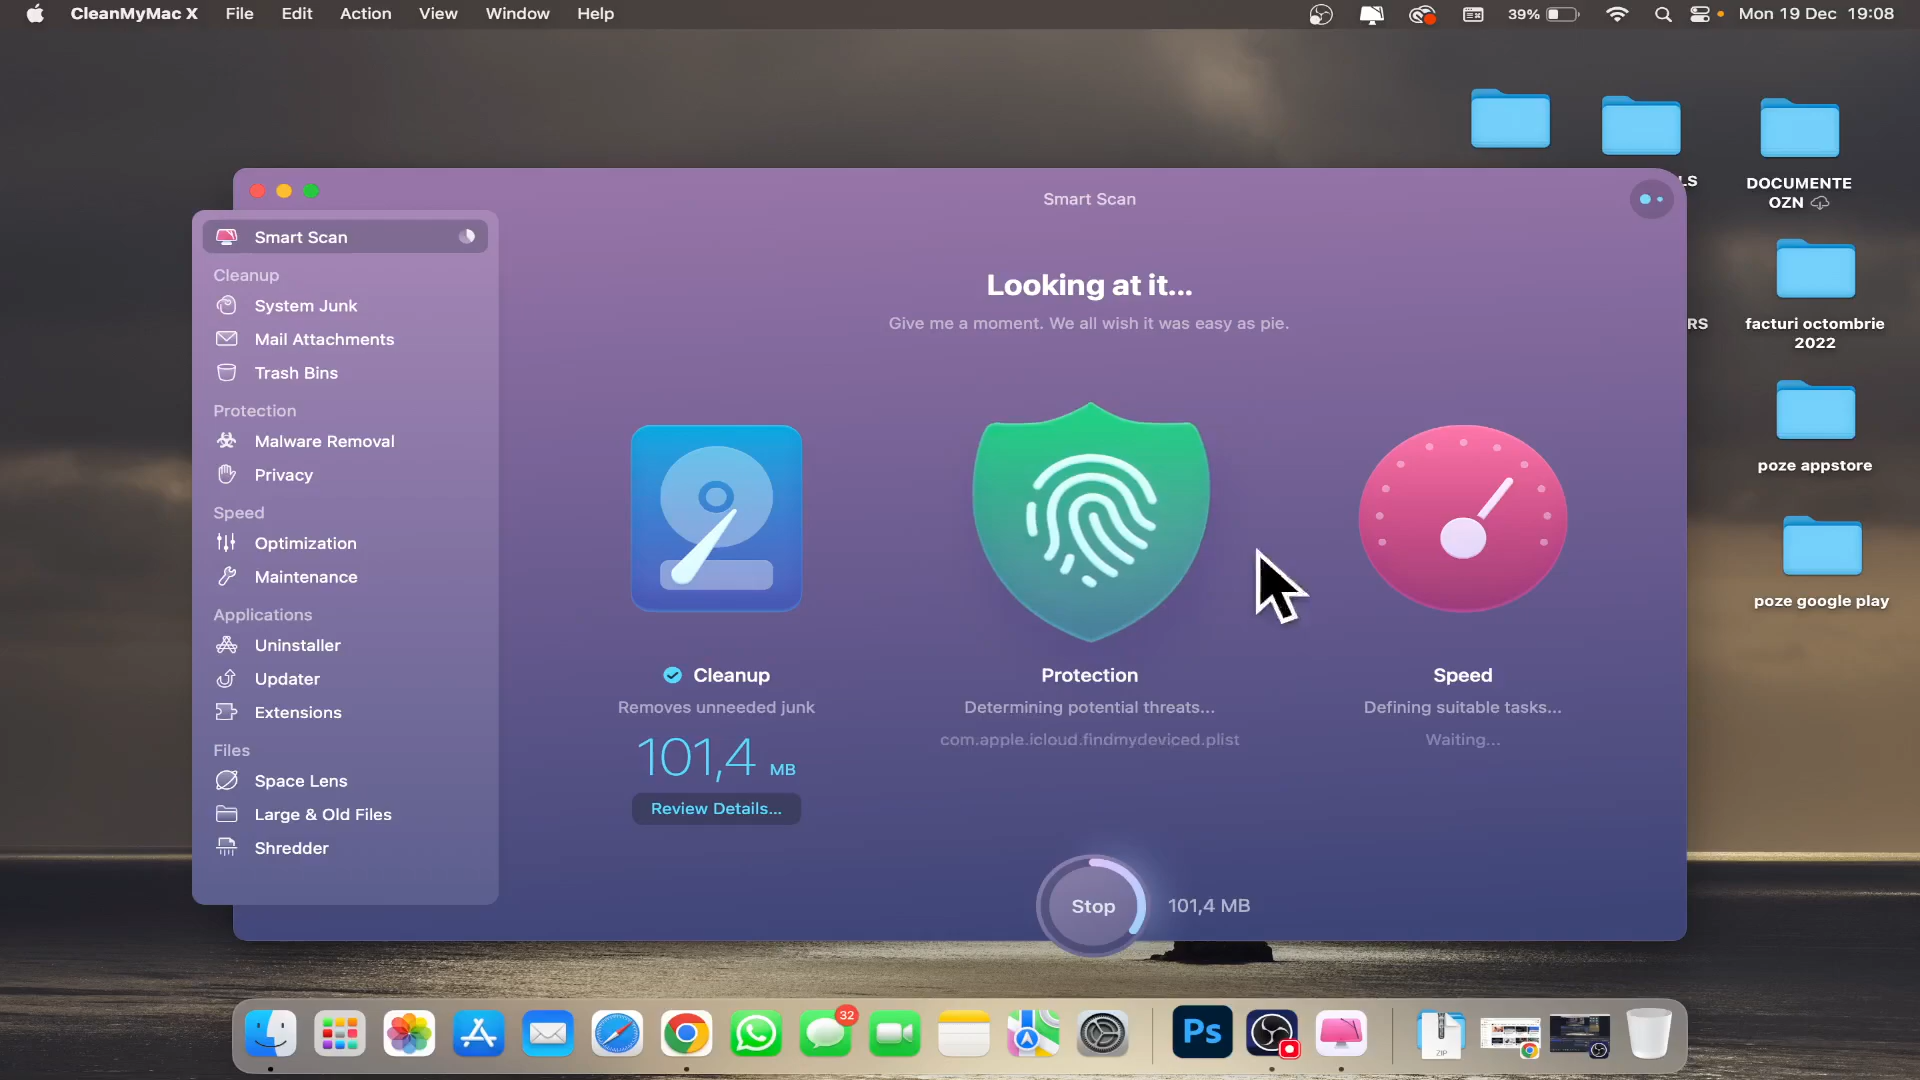 CleanMyMac X File Edit Action View Window Help
39% Mon 19 Dec 19:08
LS
DOCUMENTE
OZN
RS
facturi octombrie
2022
poze appstore
poze google play
Smart Scan
Smart Scan
Cleanup
System Junk
Mail Attachments
Trash Bins
Protection
Malware Removal
Privacy
Speed
Optimization
Maintenance
Applications
Uninstaller
Updater
Extensions
Files
Space Lens
Large & Old Files
Shredder
Looking at it...
Give me a moment. We all wish it was easy as pie.
Cleanup
Removes unneeded junk
101,4 MB
Review Details...
Protection
Determining potential threats...
com.apple.icloud.findmydeviced.plist
Speed
Defining suitable tasks...
Waiting...
Stop
101,4 MB
32
Ps
ZIP